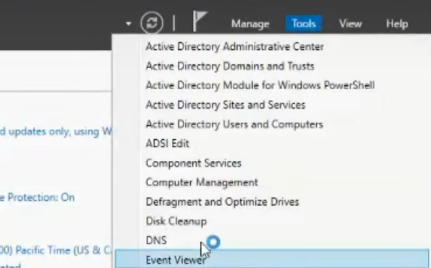 Manage Tools View Help
Active Directory Administrative Center
Active Directory Domains and Trusts
d updates only, using W
Active Directory Module for Windows PowerShell
Active Directory Sites and Services
Active Directory Users and Computers
ADSI Edit
Component Services
Computer Management
e Protection: On
Defragment and Optimize Drives
Disk Cleanup
DNS
00) Pacific Time (US & C
Event Viewer